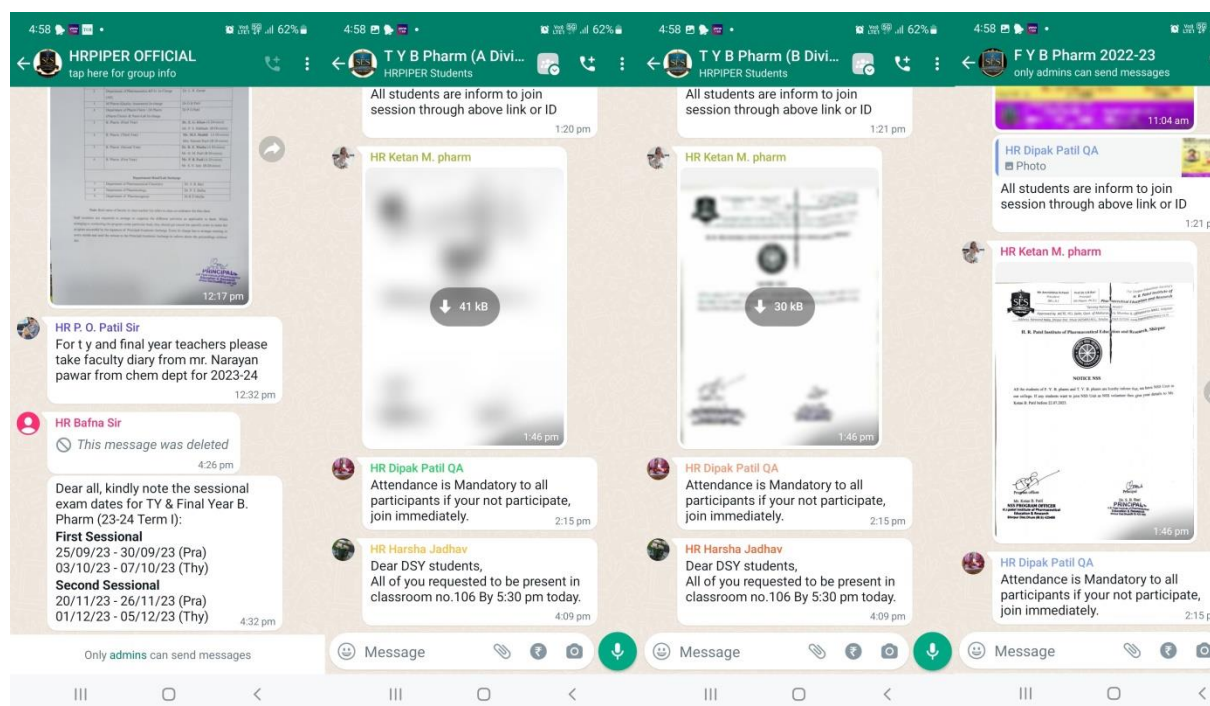 4:58
62%
HRPIPER OFFICIAL
tap here for group info
12:17 pm
HR P. O. Patil Sir
For t y and final year teachers please
take faculty diary from mr. Narayan
pawar from chem dept for 2023-24
12:32 pm
HR Bafna Sir
This message was deleted
4:26 pm
Dear all, kindly note the sessional
exam dates for TY & Final Year B.
Pharm (23-24 Term I):
First Sessional
25/09/23 - 30/09/23 (Pra)
03/10/23 - 07/10/23 (Thy)
Second Sessional
20/11/23 - 26/11/23 (Pra)
01/12/23 - 05/12/23 (Thy)
4:32 pm
Only admins can send messages
4:58
62%
T Y B Pharm (A Divi...
HRPIPER Students
All students are inform to join
session through above link or ID
1:20 pm
HR Ketan M. pharm
41 kB
1:46 pm
HR Dipak Patil QA
Attendance is Mandatory to all
participants if your not participate,
join immediately.
2:15 pm
HR Harsha Jadhav
Dear DSY students,
All of you requested to be present in
classroom no.106 By 5:30 pm today.
4:09 pm
Message
4:58
62%
T Y B Pharm (B Divi...
HRPIPER Students
All students are inform to join
session through above link or ID
1:21 pm
HR Ketan M. pharm
30 kB
1:46 pm
HR Dipak Patil QA
Attendance is Mandatory to all
participants if your not participate,
join immediately.
2:15 pm
HR Harsha Jadhav
Dear DSY students,
All of you requested to be present in
classroom no.106 By 5:30 pm today.
4:09 pm
Message
4:58
F Y B Pharm 2022-23
only admins can send messages
11:04 am
HR Dipak Patil QA
Photo
All students are inform to join
session through above link or ID
1:21 p
HR Ketan M. pharm
H. R. Patel Institute of Pharmaceutical Education and Research, Shirpur
NOTICE NSS
Principal
PRINCIPAL
NSS PROGRAM OFFICER
1:46 pm
HR Dipak Patil QA
Attendance is Mandatory to all
participants if your not participate,
join immediately.
2:15 p
Message